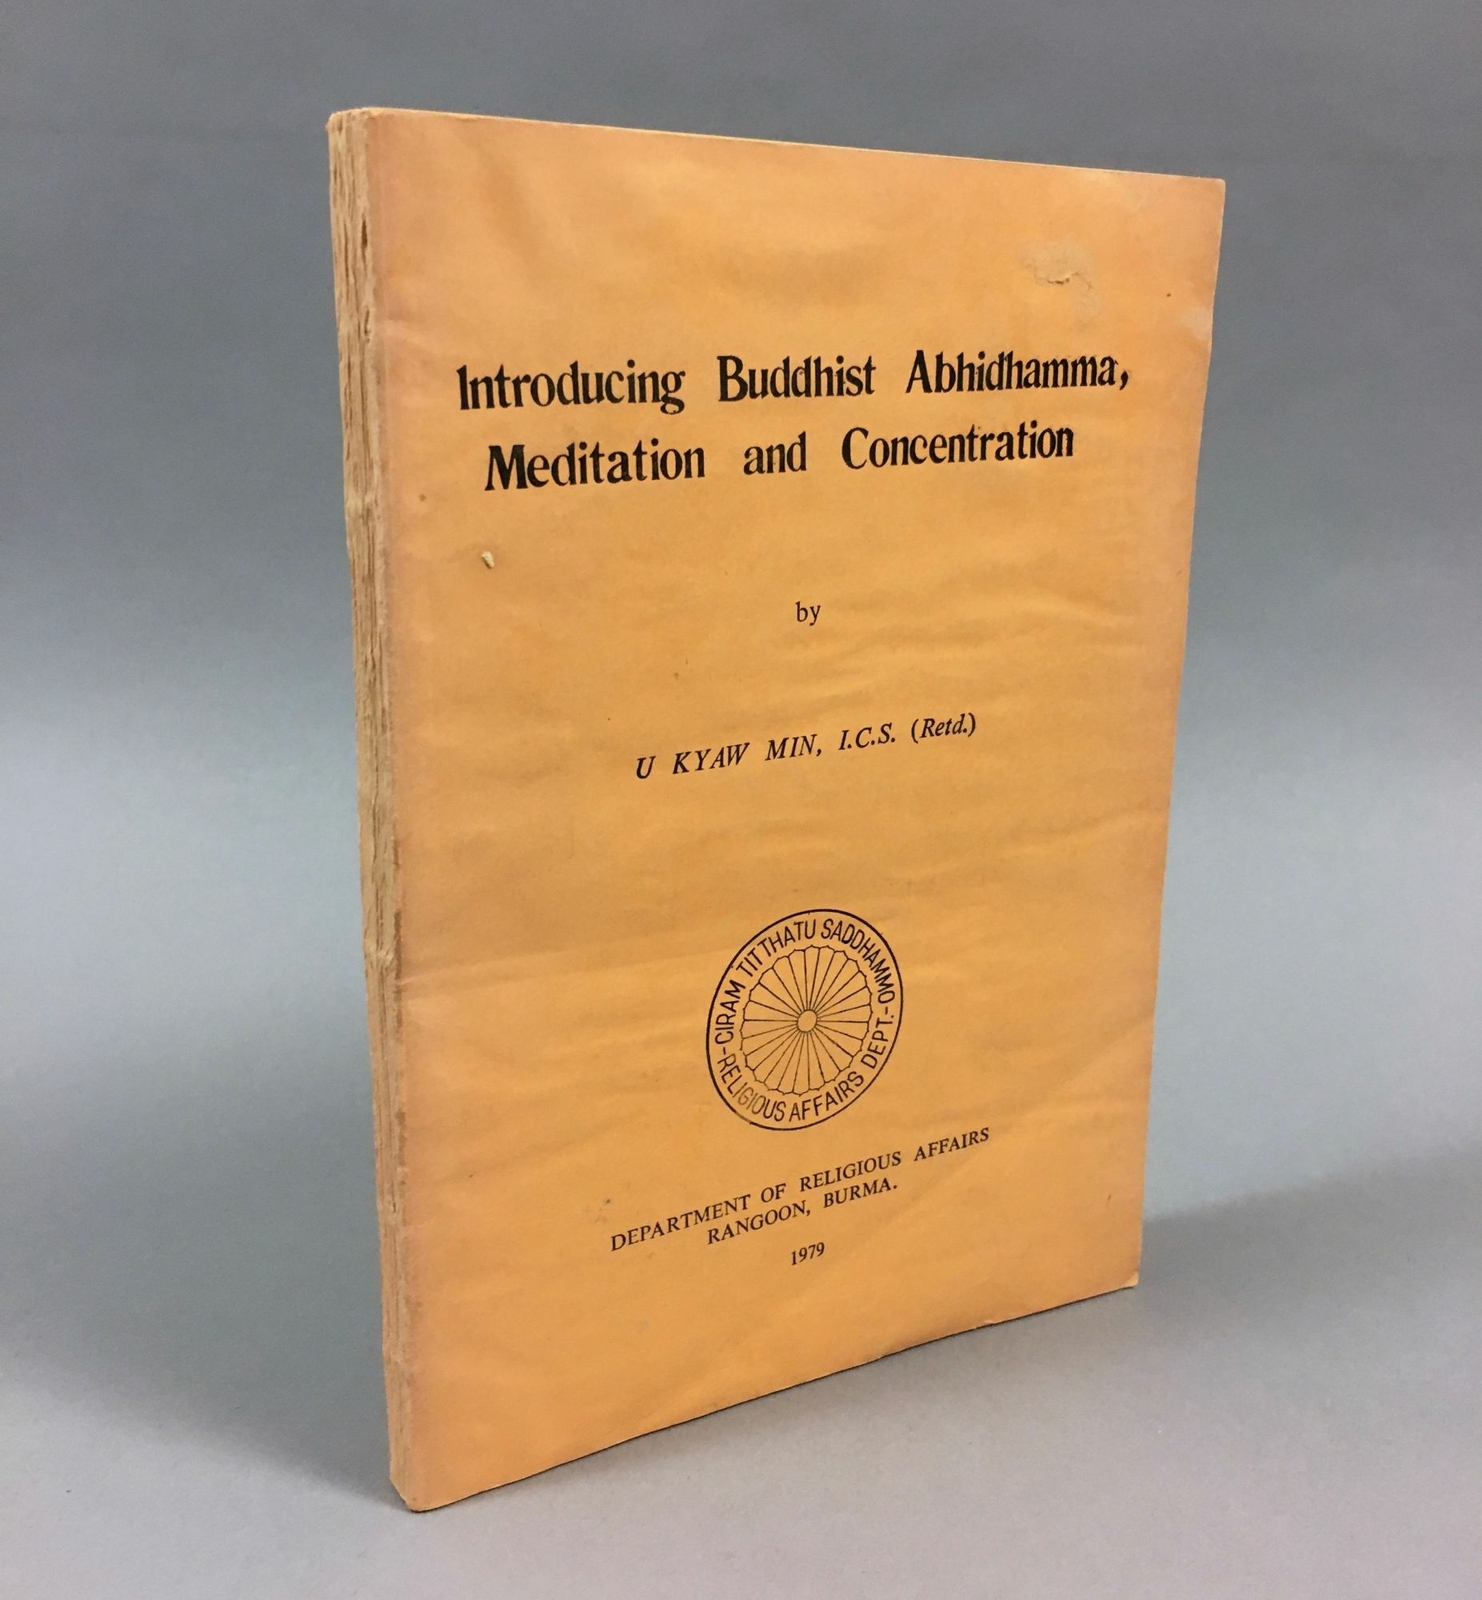 Introducing Buddhist Abhidhamma,
Meditation and Concentration
by
U KYAW MIN, I.C.S. (Retd.)
-CIRAM TITTHATU SADDHAMMO-
RELIGIOUS AFFAIRS DEPT.
DEPARTMENT OF RELIGIOUS AFFAIRS
RANGOON, BURMA.
1979